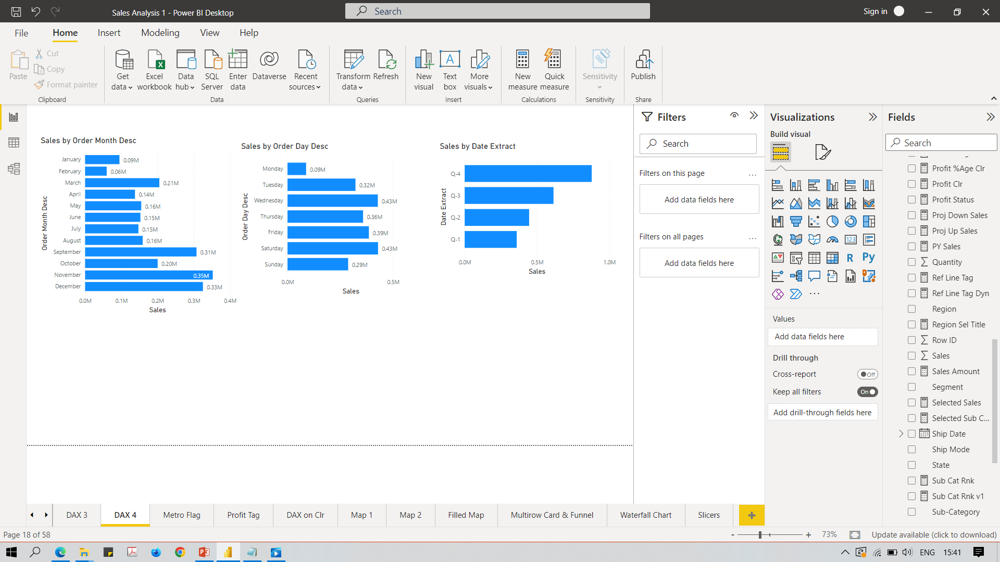 Sales Analysis 1 - Power BI Desktop
Search
Sign in
File
Home
Insert
Modeling
View
Help
Paste
Cut
Copy
Format painter
Clipboard
Get data
Excel workbook
Data hub
SQL Server
Enter data
Dataverse
Recent sources
Data
Transform data
Refresh
Queries
New visual
Text box
More visuals
Insert
New measure
Quick measure
Calculations
Sensitivity
Sensitivity
Publish
Share
Sales by Order Month Desc
Order Month Desc
January 0.09M
February 0.06M
March 0.21M
April 0.14M
May 0.16M
June 0.15M
July 0.15M
August 0.16M
September 0.31M
October 0.20M
November 0.35M
December 0.33M
0.0M 0.1M 0.2M 0.3M 0.4M
Sales
Sales by Order Day Desc
Order Day Desc
Monday 0.09M
Tuesday 0.32M
Wednesday 0.43M
Thursday 0.36M
Friday 0.39M
Saturday 0.43M
Sunday 0.29M
0.0M 0.5M
Sales
Sales by Date Extract
Date Extract
Q-4
Q-3
Q-2
Q-1
0.0M 0.5M 1.0M
Sales
Filters
Search
Filters on this page ...
Add data fields here
Filters on all pages ...
Add data fields here
Visualizations
Build visual
123
R
Py
...
Values
Add data fields here
Drill through
Cross-report Off
Keep all filters On
Add drill-through fields here
Fields
Search
Profit %Age Clr
Profit Clr
Profit Status
Proj Down Sales
Proj Up Sales
PY Sales
Quantity
Ref Line Tag
Ref Line Tag Dyn
Region
Region Sel Title
Row ID
Sales
Sales Amount
Segment
Selected Sales
Selected Sub C...
Ship Date
Ship Mode
State
Sub Cat Rnk
Sub Cat Rnk v1
Sub-Category
DAX 3
DAX 4
Metro Flag
Profit Tag
DAX on Clr
Map 1
Map 2
Filled Map
Multirow Card & Funnel
Waterfall Chart
Slicers
+
Page 18 of 58
- + 73%
Update available (click to download)
ENG 15:41